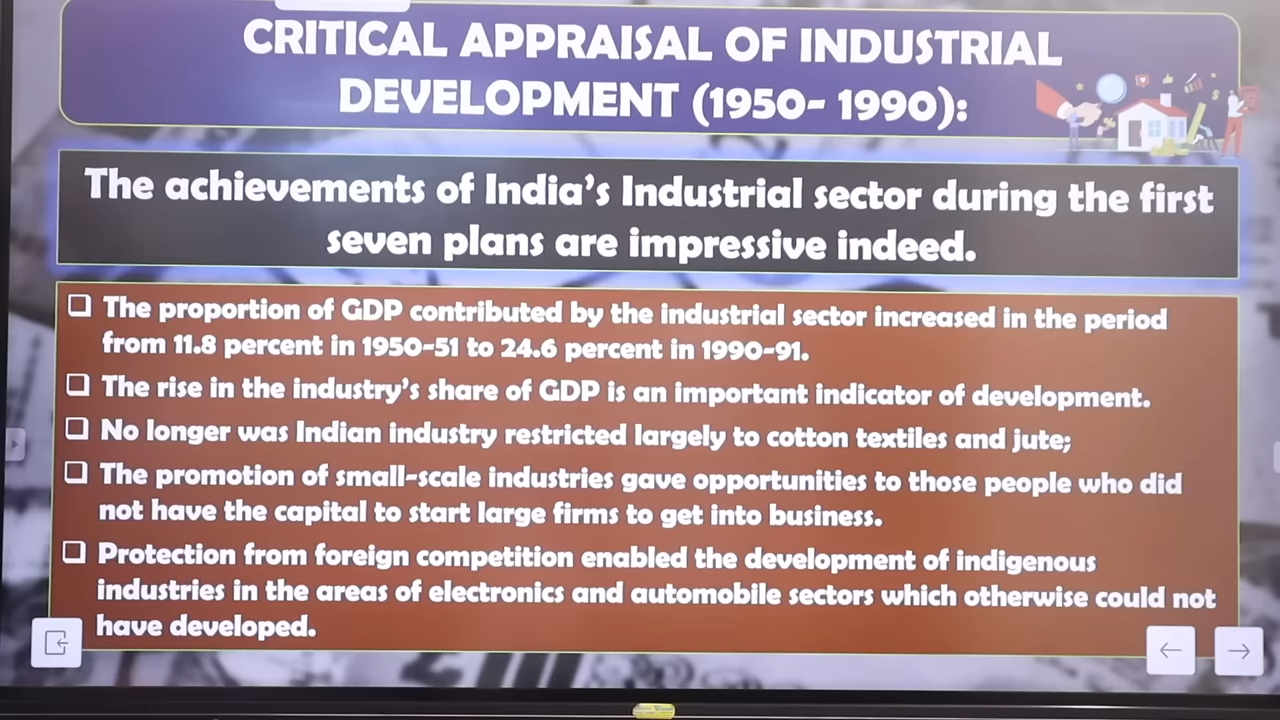 CRITICAL APPRAISAL OF INDUSTRIAL
DEVELOPMENT (1950- 1990):
The achievements of India's Industrial sector during the first
seven plans are impressive indeed.
❑ The proportion of GDP contributed by the industrial sector increased in the period
from 11.8 percent in 1950-51 to 24.6 percent in 1990-91.
❑ The rise in the industry's share of GDP is an important indicator of development.
❑ No longer was Indian industry restricted largely to cotton textiles and jute;
❑ The promotion of small-scale industries gave opportunities to those people who did
not have the capital to start large firms to get into business.
❑ Protection from foreign competition enabled the development of indigenous
industries in the areas of electronics and automobile sectors which otherwise could not
have developed.